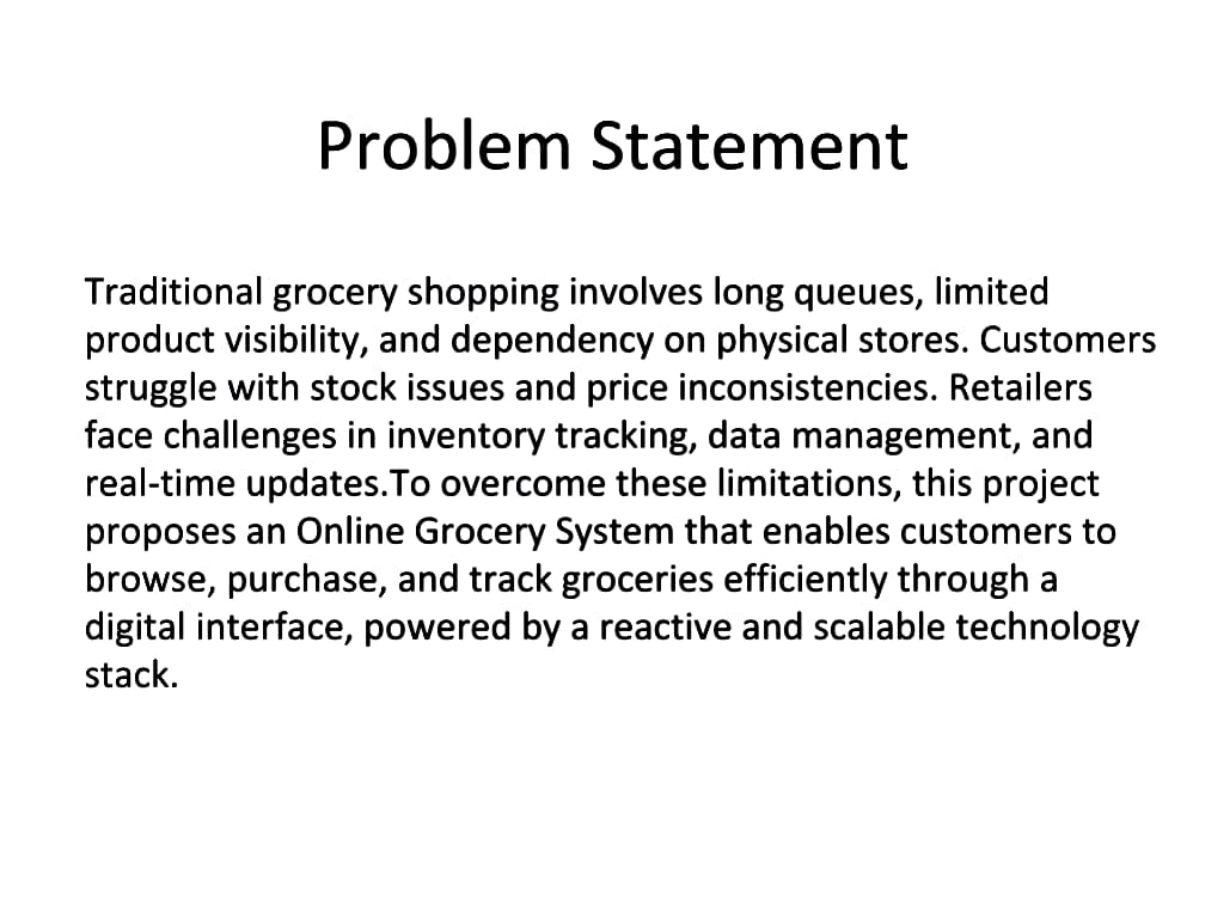 Problem Statement
Traditional grocery shopping involves long queues, limited
product visibility, and dependency on physical stores. Customers
struggle with stock issues and price inconsistencies. Retailers
face challenges in inventory tracking, data management, and
real-time updates.To overcome these limitations, this project
proposes an Online Grocery System that enables customers to
browse, purchase, and track groceries efficiently through a
digital interface, powered by a reactive and scalable technology
stack.